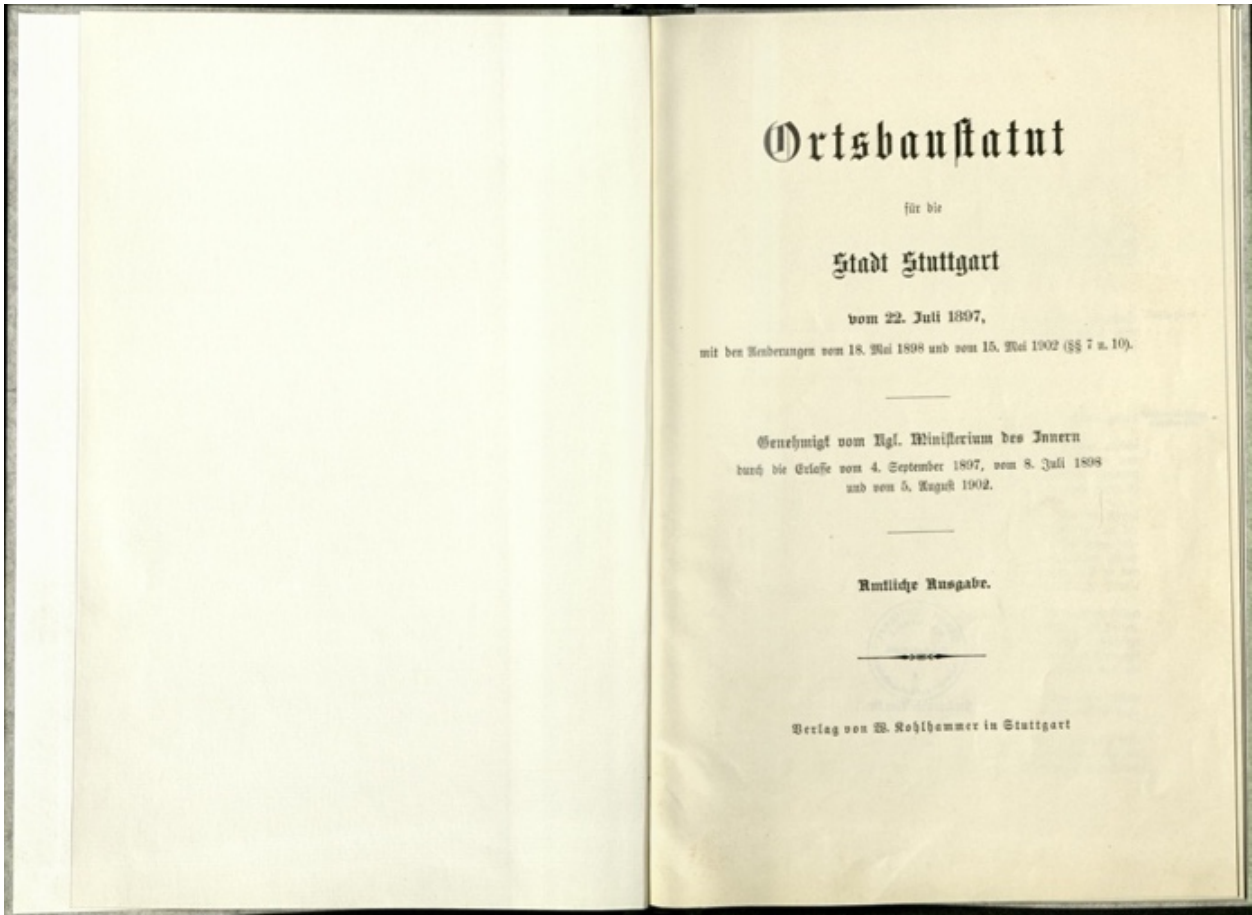 Ortsbaustatut
für die
Stadt Stuttgart
vom 22. Juli 1897,
mit den Aenderungen vom 18. Mai 1898 und vom 15. Mai 1902 (§§ 7 u. 10).
Genehmigt vom Kgl. Ministerium des Innern
durch die Erlasse vom 4. September 1897, vom 8. Juli 1898
und vom 5. August 1902.
Amtliche Ausgabe.
Verlag von W. Kohlhammer in Stuttgart